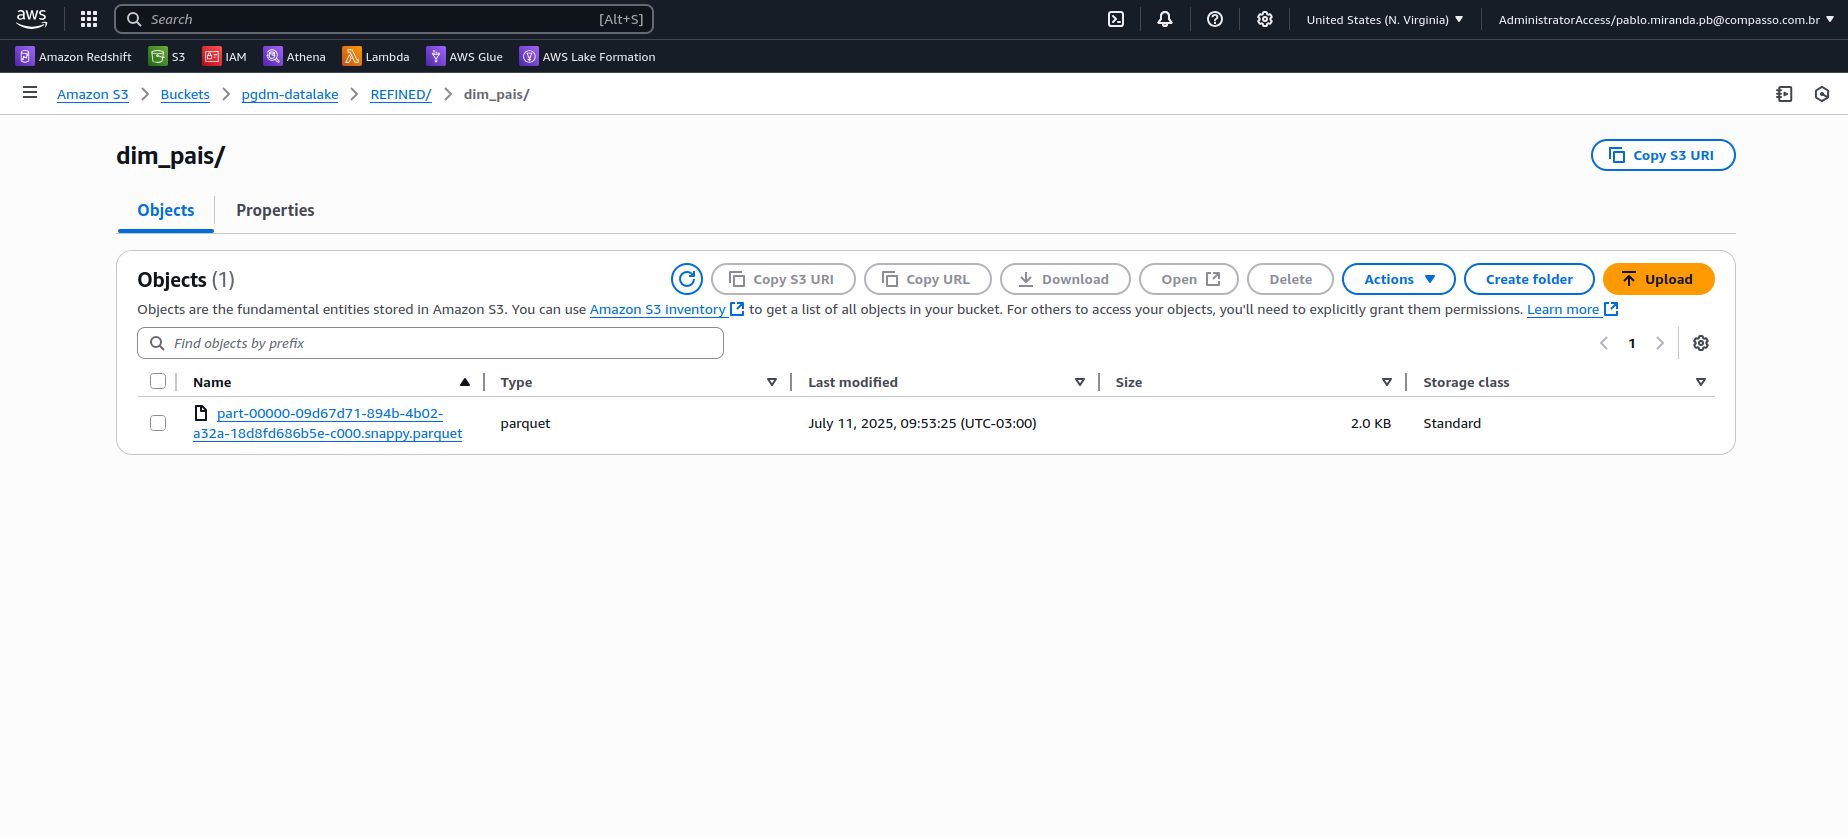 aws
Search [Alt+S]
United States (N. Virginia)
AdministratorAccess/pablo.miranda.pb@compasso.com.br
Amazon Redshift S3 IAM Athena Lambda AWS Glue AWS Lake Formation
Amazon S3 > Buckets > pgdm-datalake > REFINED/ > dim_pais/
dim_pais/
Copy S3 URI
Objects Properties
Objects (1)
Copy S3 URI Copy URL Download Open Delete Actions Create folder Upload
Objects are the fundamental entities stored in Amazon S3. You can use Amazon S3 inventory to get a list of all objects in your bucket. For others to access your objects, you'll need to explicitly grant them permissions. Learn more
Find objects by prefix
1
Name Type Last modified Size Storage class
part-00000-09d67d71-894b-4b02-
a32a-18d8fd686b5e-c000.snappy.parquet
parquet July 11, 2025, 09:53:25 (UTC-03:00) 2.0 KB Standard